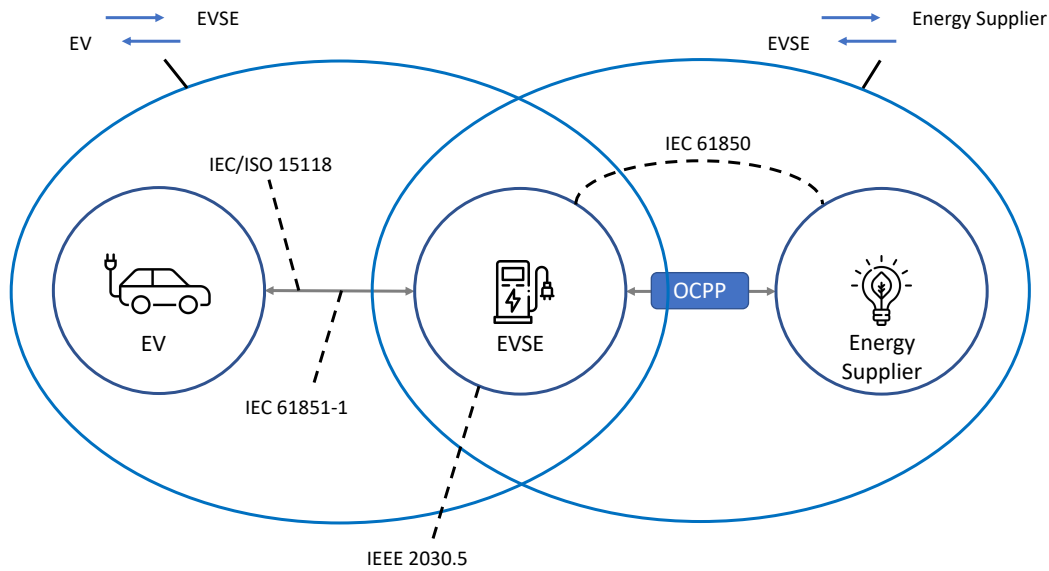 EVSE
EV
Energy Supplier
EVSE
IEC/ISO 15118
IEC 61850
OCPP
EV
EVSE
Energy
Supplier
IEC 61851-1
IEEE 2030.5